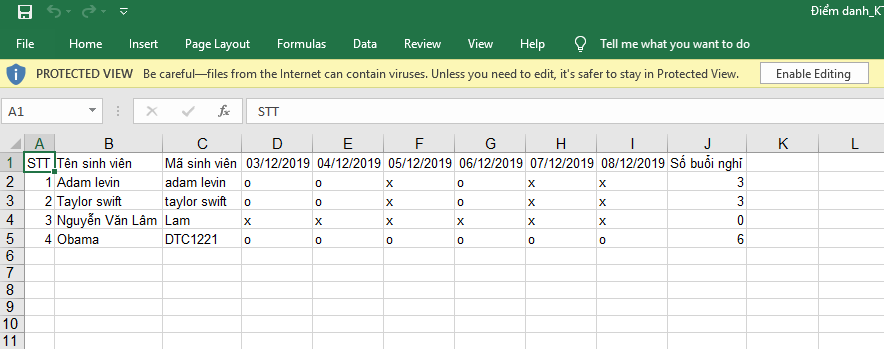 Điểm danh_KT
File Home Insert Page Layout Formulas Data Review View Help Tell me what you want to do
PROTECTED VIEW Be careful—files from the Internet can contain viruses. Unless you need to edit, it's safer to stay in Protected View. Enable Editing
A1 fx STT
A B C D E F G H I J K L
1 STT Tên sinh viên Mã sinh viên 03/12/2019 04/12/2019 05/12/2019 06/12/2019 07/12/2019 08/12/2019 Số buổi nghỉ
2 1 Adam levin adam levin o o x o x x 3
3 2 Taylor swift taylor swift o o x o x x 3
4 3 Nguyễn Văn Lâm Lam x x x x x x 0
5 4 Obama DTC1221 o o o o o o 6
6
7
8
9
10
11